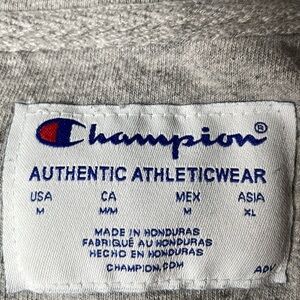 Champion®
AUTHENTIC ATHLETICWEAR
USA CA MEX ASIA
M M/M M XL
MADE IN HONDURAS
FABRIQUÉ AU HONDURAS
HECHO EN HONDURAS
CHAMPION.COM
ADV